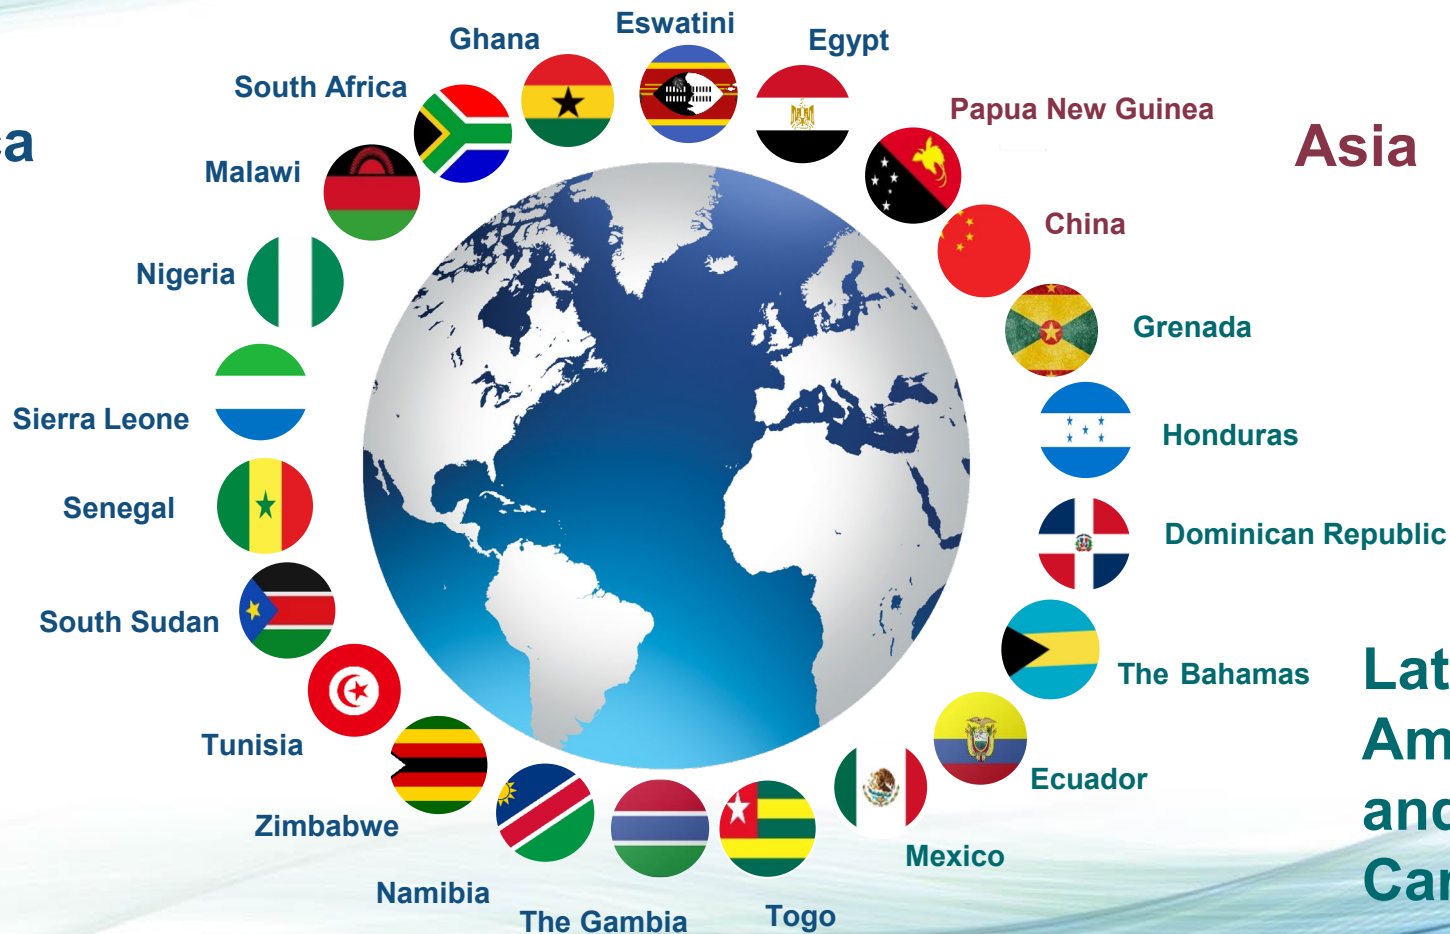 Eswatini
Ghana
Egypt
South Africa
Papua New Guinea
Asia
Malawi
China
Nigeria
Grenada
Sierra Leone
Honduras
Senegal
Dominican Republic
South Sudan
The Bahamas
Tunisia
Ecuador
Zimbabwe
Mexico
Namibia
The Gambia
Togo
and